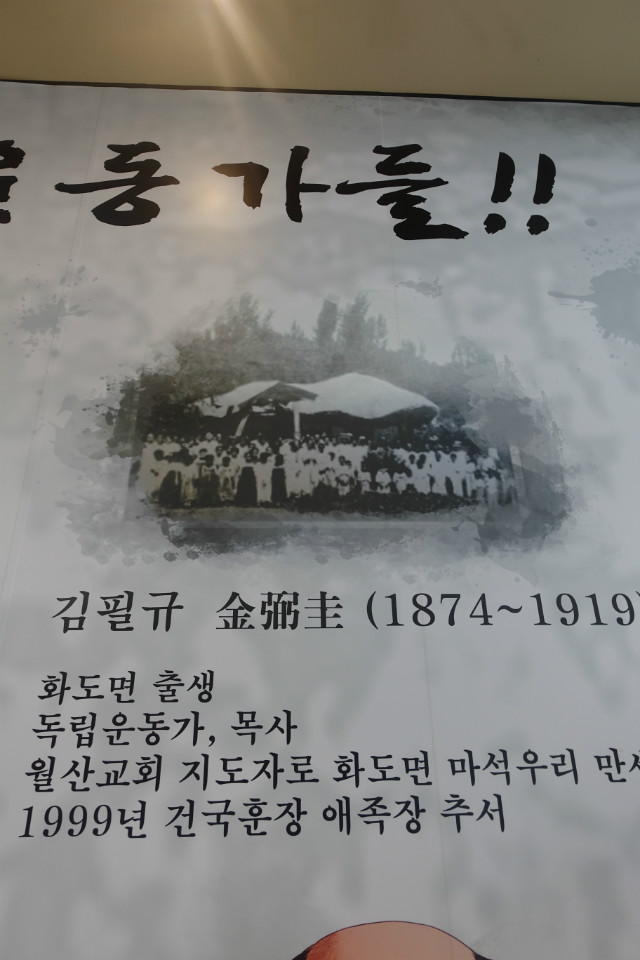 운동가들!!
김필규 金弼圭 (1874~1919)
화도면 출생
독립운동가, 목사
월산교회 지도자로 화도면 마석우리
1999년 건국훈장 애족장 추서